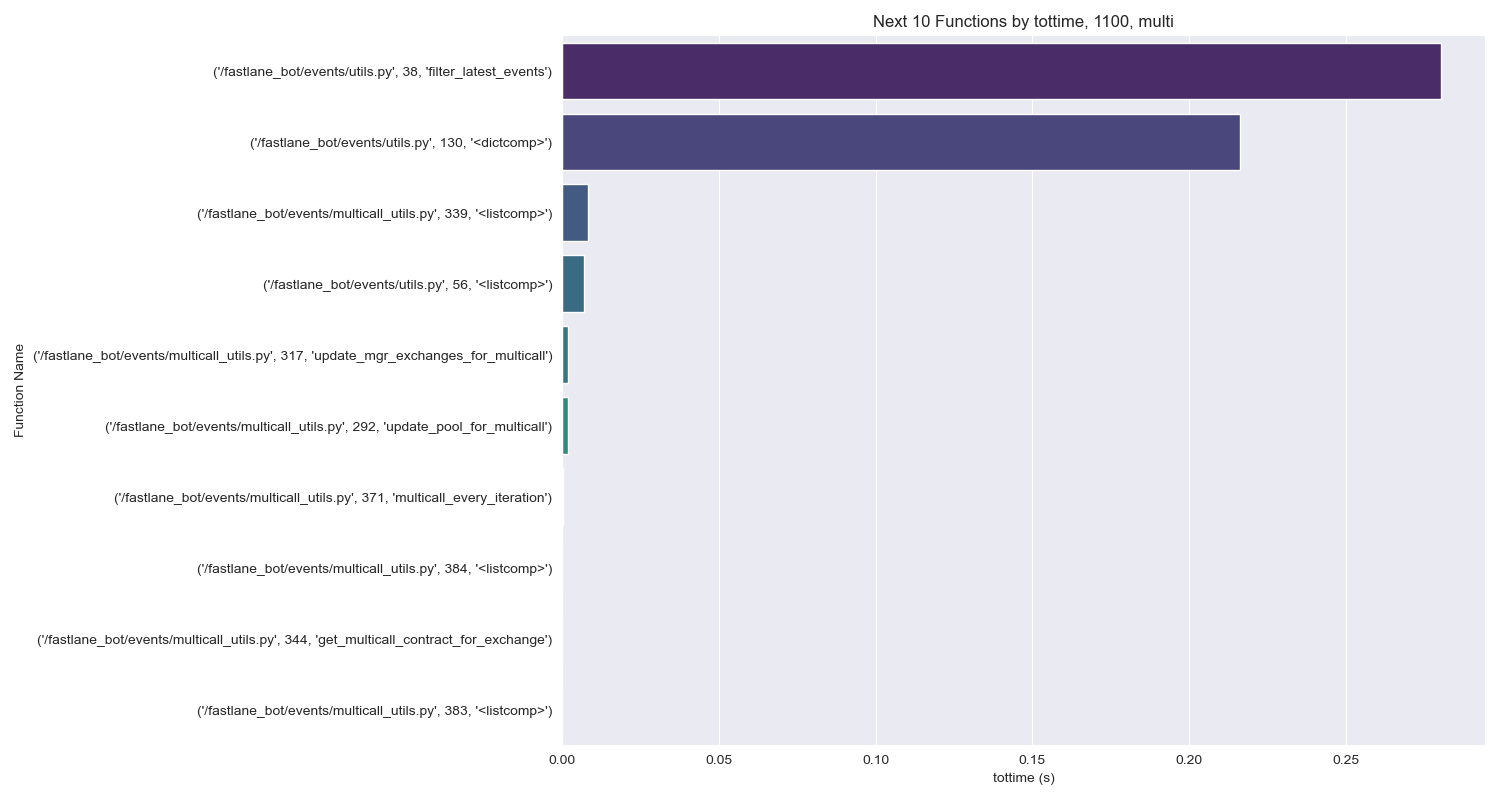 Next 10 Functions by tottime, 1100, multi
('/fastlane_bot/events/utils.py', 38, 'filter_latest_events')
('/fastlane_bot/events/utils.py', 130, '<dictcomp>')
('/fastlane_bot/events/multicall_utils.py', 339, '<listcomp>')
('/fastlane_bot/events/utils.py', 56, '<listcomp>')
('/fastlane_bot/events/multicall_utils.py', 317, 'update_mgr_exchanges_for_multicall')
('/fastlane_bot/events/multicall_utils.py', 292, 'update_pool_for_multicall')
('/fastlane_bot/events/multicall_utils.py', 371, 'multicall_every_iteration')
('/fastlane_bot/events/multicall_utils.py', 384, '<listcomp>')
('/fastlane_bot/events/multicall_utils.py', 344, 'get_multicall_contract_for_exchange')
('/fastlane_bot/events/multicall_utils.py', 383, '<listcomp>')
Function Name
0.00 0.05 0.10 0.15 0.20 0.25
tottime (s)